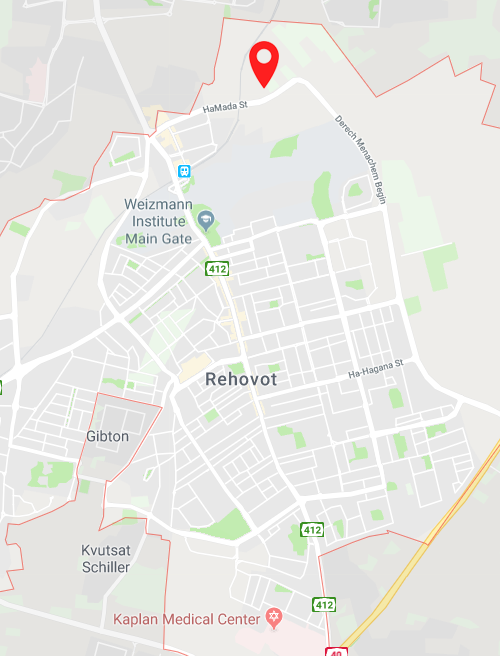 HaMada St
Derech Menachem Begin
Weizmann
Institute
Main Gate
412
Rehovot
Ha-Hagana St
Gibton
412
Kvutsat
Schiller
412
Kaplan Medical Center
40